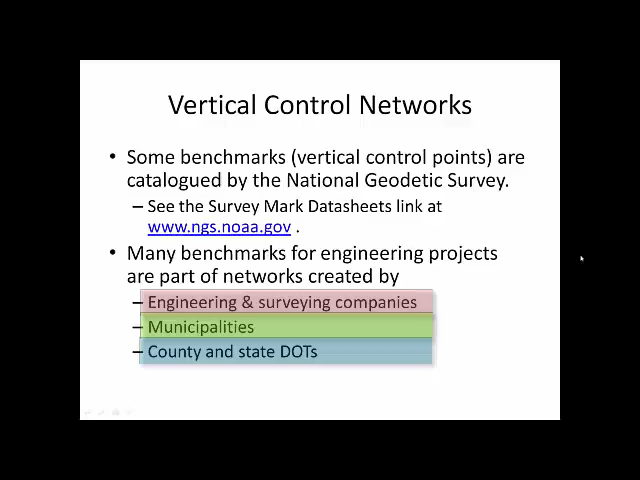 Vertical Control Networks
• Some benchmarks (vertical control points) are
catalogued by the National Geodetic Survey.
– See the Survey Mark Datasheets link at
www.ngs.noaa.gov .
• Many benchmarks for engineering projects
are part of networks created by
– Engineering & surveying companies
– Municipalities
– County and state DOTs